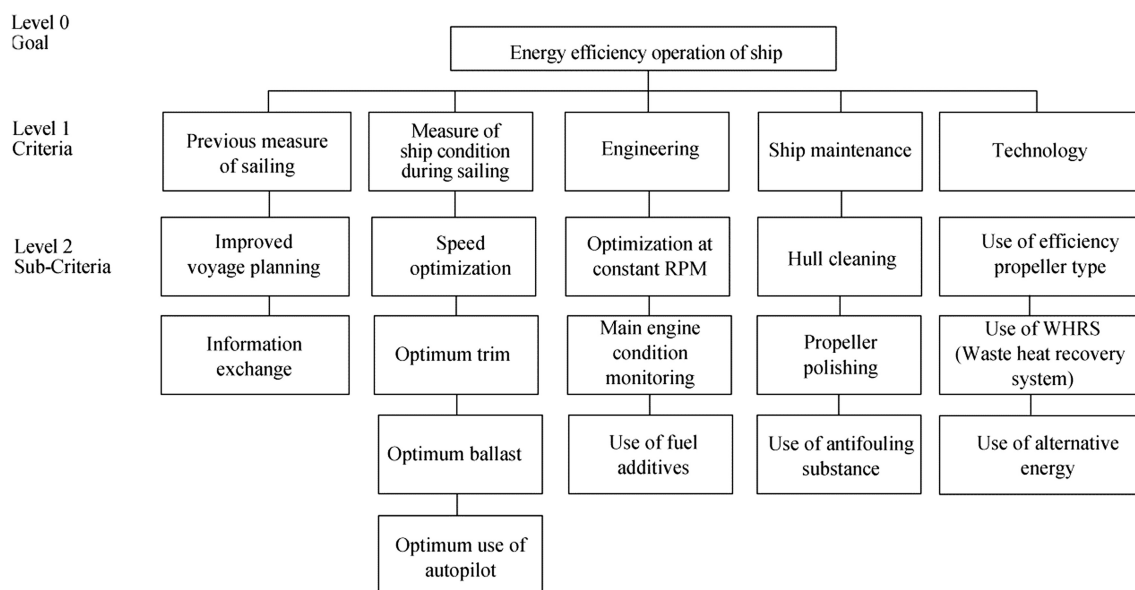 Level 0
Goal
Energy efficiency operation of ship
Level 1
Criteria
Previous measure
of sailing
Measure of
ship condition
during sailing
Engineering
Ship maintenance
Technology
Level 2
Sub-Criteria
Improved
voyage planning
Speed
optimization
Optimization at
constant RPM
Hull cleaning
Use of efficiency
propeller type
Information
exchange
Optimum trim
Main engine
condition
monitoring
Propeller
polishing
Use of WHRS
(Waste heat recovery
system)
Optimum ballast
Use of fuel
additives
Use of antifouling
substance
Use of alternative
energy
Optimum use of
autopilot